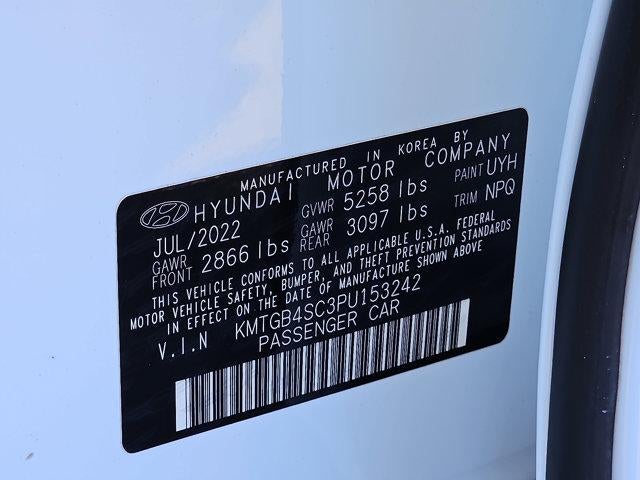 MANUFACTURED IN KOREA BY
HYUNDAI MOTOR COMPANY
JUL/2022 GVWR 5258 lbs PAINT UYH
GAWR FRONT 2866 lbs GAWR REAR 3097 lbs TRIM NPQ
THIS VEHICLE CONFORMS TO ALL APPLICABLE U.S.A. FEDERAL
MOTOR VEHICLE SAFETY, BUMPER, AND THEFT PREVENTION STANDARDS
IN EFFECT ON THE DATE OF MANUFACTURE SHOWN ABOVE
V.I.N KMTGB4SC3PU153242
PASSENGER CAR